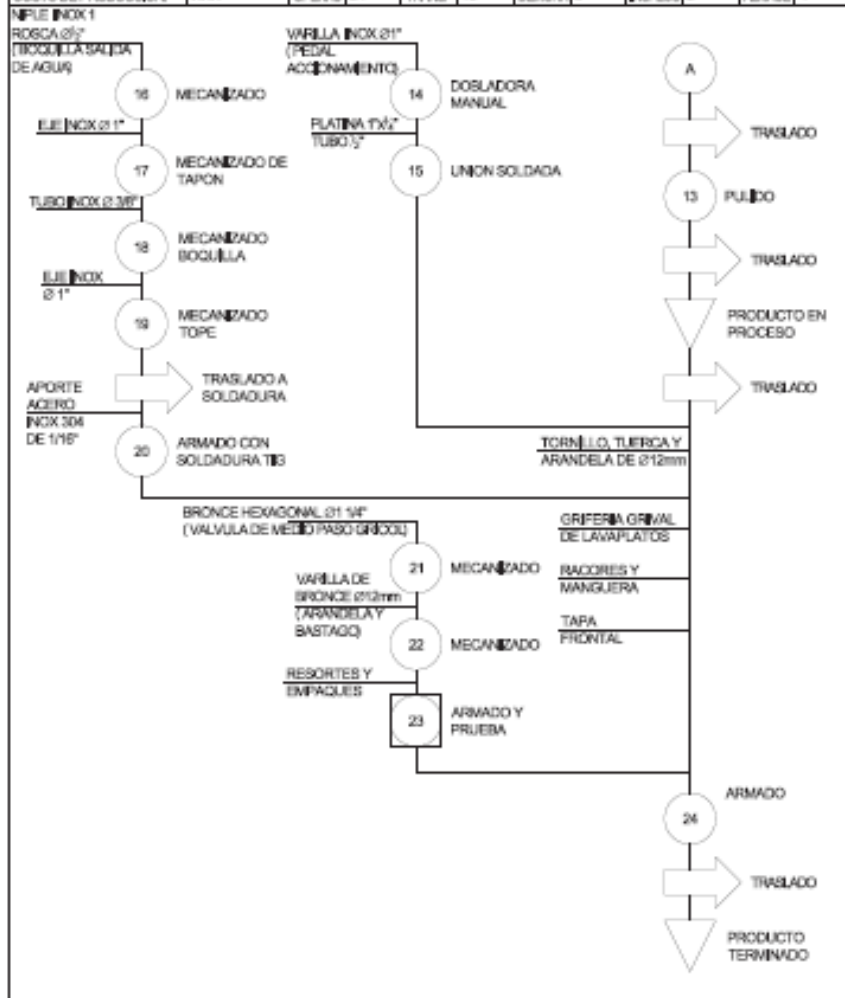 NIPLE INOX 1
ROSCA Ø½"
(BOQUILLA SALIDA
DE AGUA)
16
MECANIZADO
EJE INOX Ø 1"
17
MECANIZADO DE
TAPON
TUBO INOX Ø 3/8"
18
MECANIZADO
BOQUILLA
EJE INOX
Ø 1"
19
MECANIZADO
TOPE
TRASLADO A
SOLDADURA
APORTE
ACERO
INOX 304
DE 1/16"
20
ARMADO CON
SOLDADURA TIG
VARILLA INOX Ø1"
(PEDAL
ACCIONAMIENTO)
14
DOBLADORA
MANUAL
PLATINA 1"X¼"
TUBO ½"
15
UNION SOLDADA
A
TRASLADO
13
PULIDO
TRASLADO
PRODUCTO EN
PROCESO
TRASLADO
TORNILLO, TUERCA Y
ARANDELA DE Ø12mm
BRONCE HEXAGONAL Ø1 1/4"
(VALVULA DE MEDIO PASO GRICOL)
21
MECANIZADO
VARILLA DE
BRONCE Ø12mm
(ARANDELA Y
BASTAGO)
22
MECANIZADO
RESORTES Y
EMPAQUES
23
ARMADO Y
PRUEBA
GRIFERIA GRIVAL
DE LAVAPLATOS
RACORES Y
MANGUERA
TAPA
FRONTAL
24
ARMADO
TRASLADO
PRODUCTO
TERMINADO